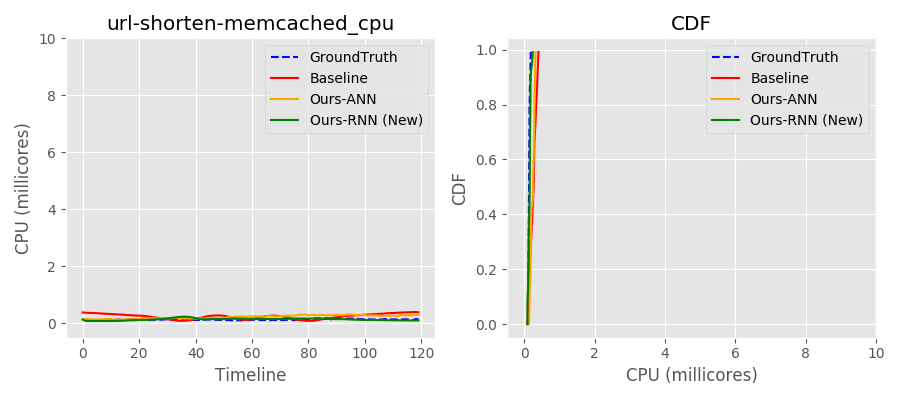 url-shorten-memcached_cpu
CPU (millicores)
10
8
6
4
2
0
0 20 40 60 80 100 120
Timeline
GroundTruth
Baseline
Ours-ANN
Ours-RNN (New)
CDF
CDF
1.0
0.8
0.6
0.4
0.2
0.0
0 2 4 6 8 10
CPU (millicores)
GroundTruth
Baseline
Ours-ANN
Ours-RNN (New)